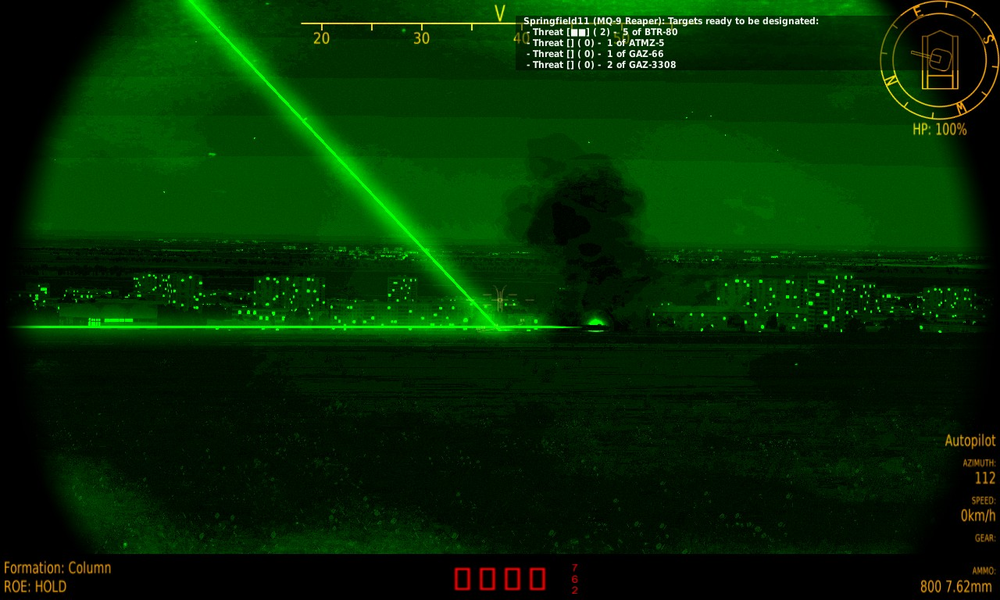 V
20 30 40 50
Springfield11 (MQ-9 Reaper): Targets ready to be designated:
- Threat [■■] ( 2) - 5 of BTR-80
- Threat [] ( 0) - 1 of ATMZ-5
- Threat [] ( 0) - 1 of GAZ-66
- Threat [] ( 0) - 2 of GAZ-3308
E
S
N
W
HP: 100%
Autopilot
AZIMUTH:
112
SPEED:
0km/h
GEAR:
AMMO:
800 7.62mm
Formation: Column
ROE: HOLD
0000
7
6
2